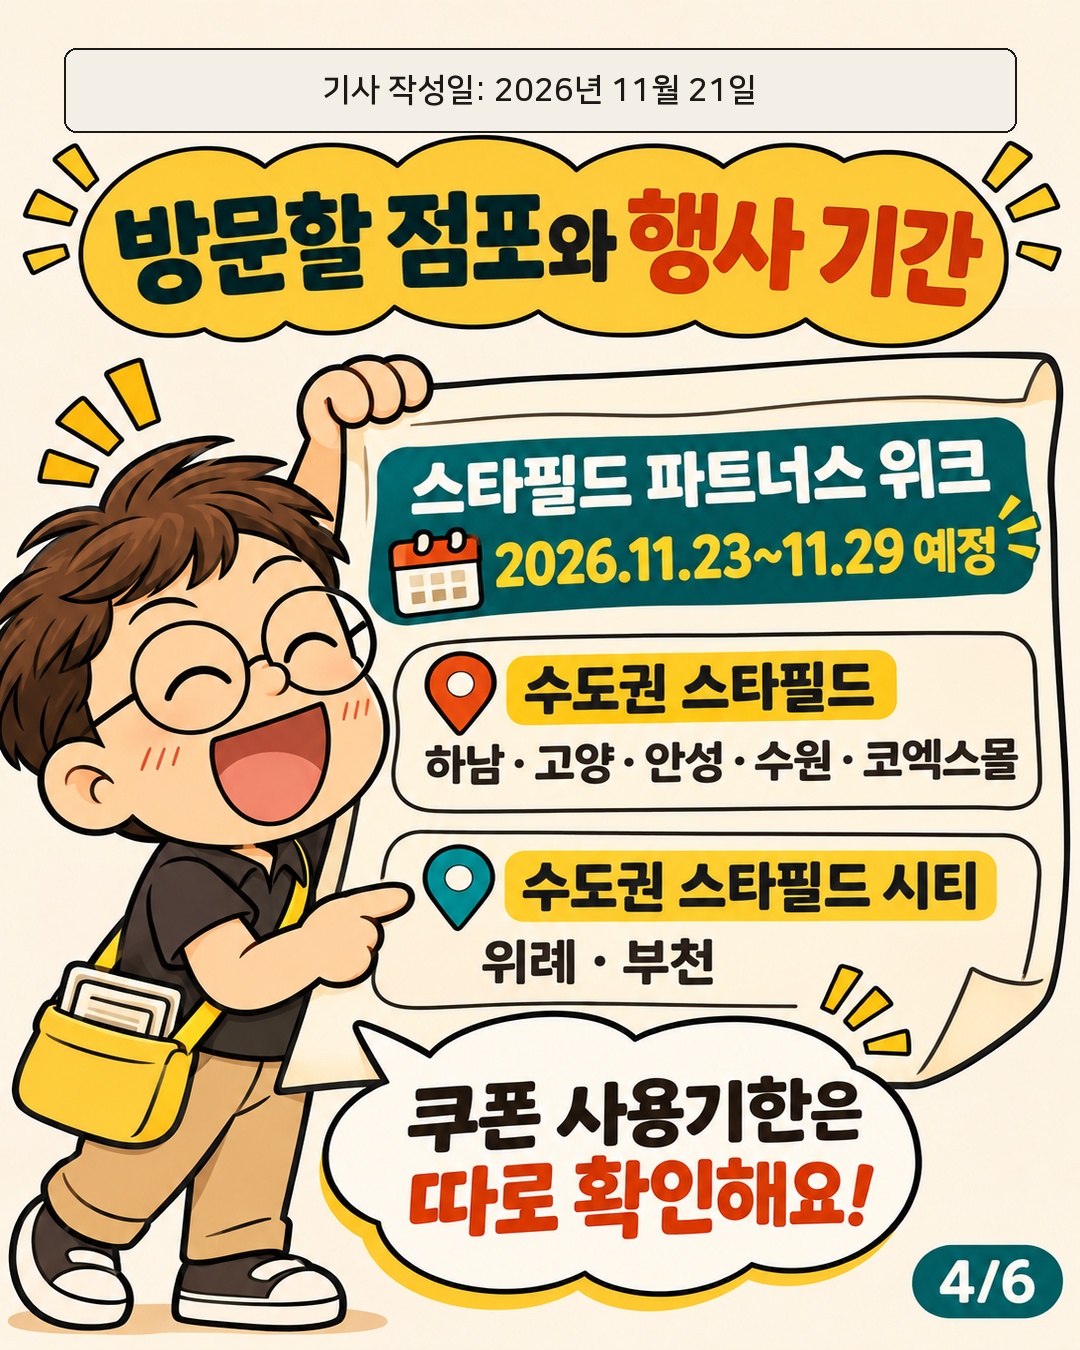 기사 작성일: 2026년 11월 21일
방문할 점포와 행사 기간
스타필드 파트너스 위크
2026.11.23~11.29 예정
수도권 스타필드
하남 · 고양 · 안성 · 수원 · 코엑스몰
수도권 스타필드 시티
위례 · 부천
쿠폰 사용기한은
따로 확인해요!
4/6